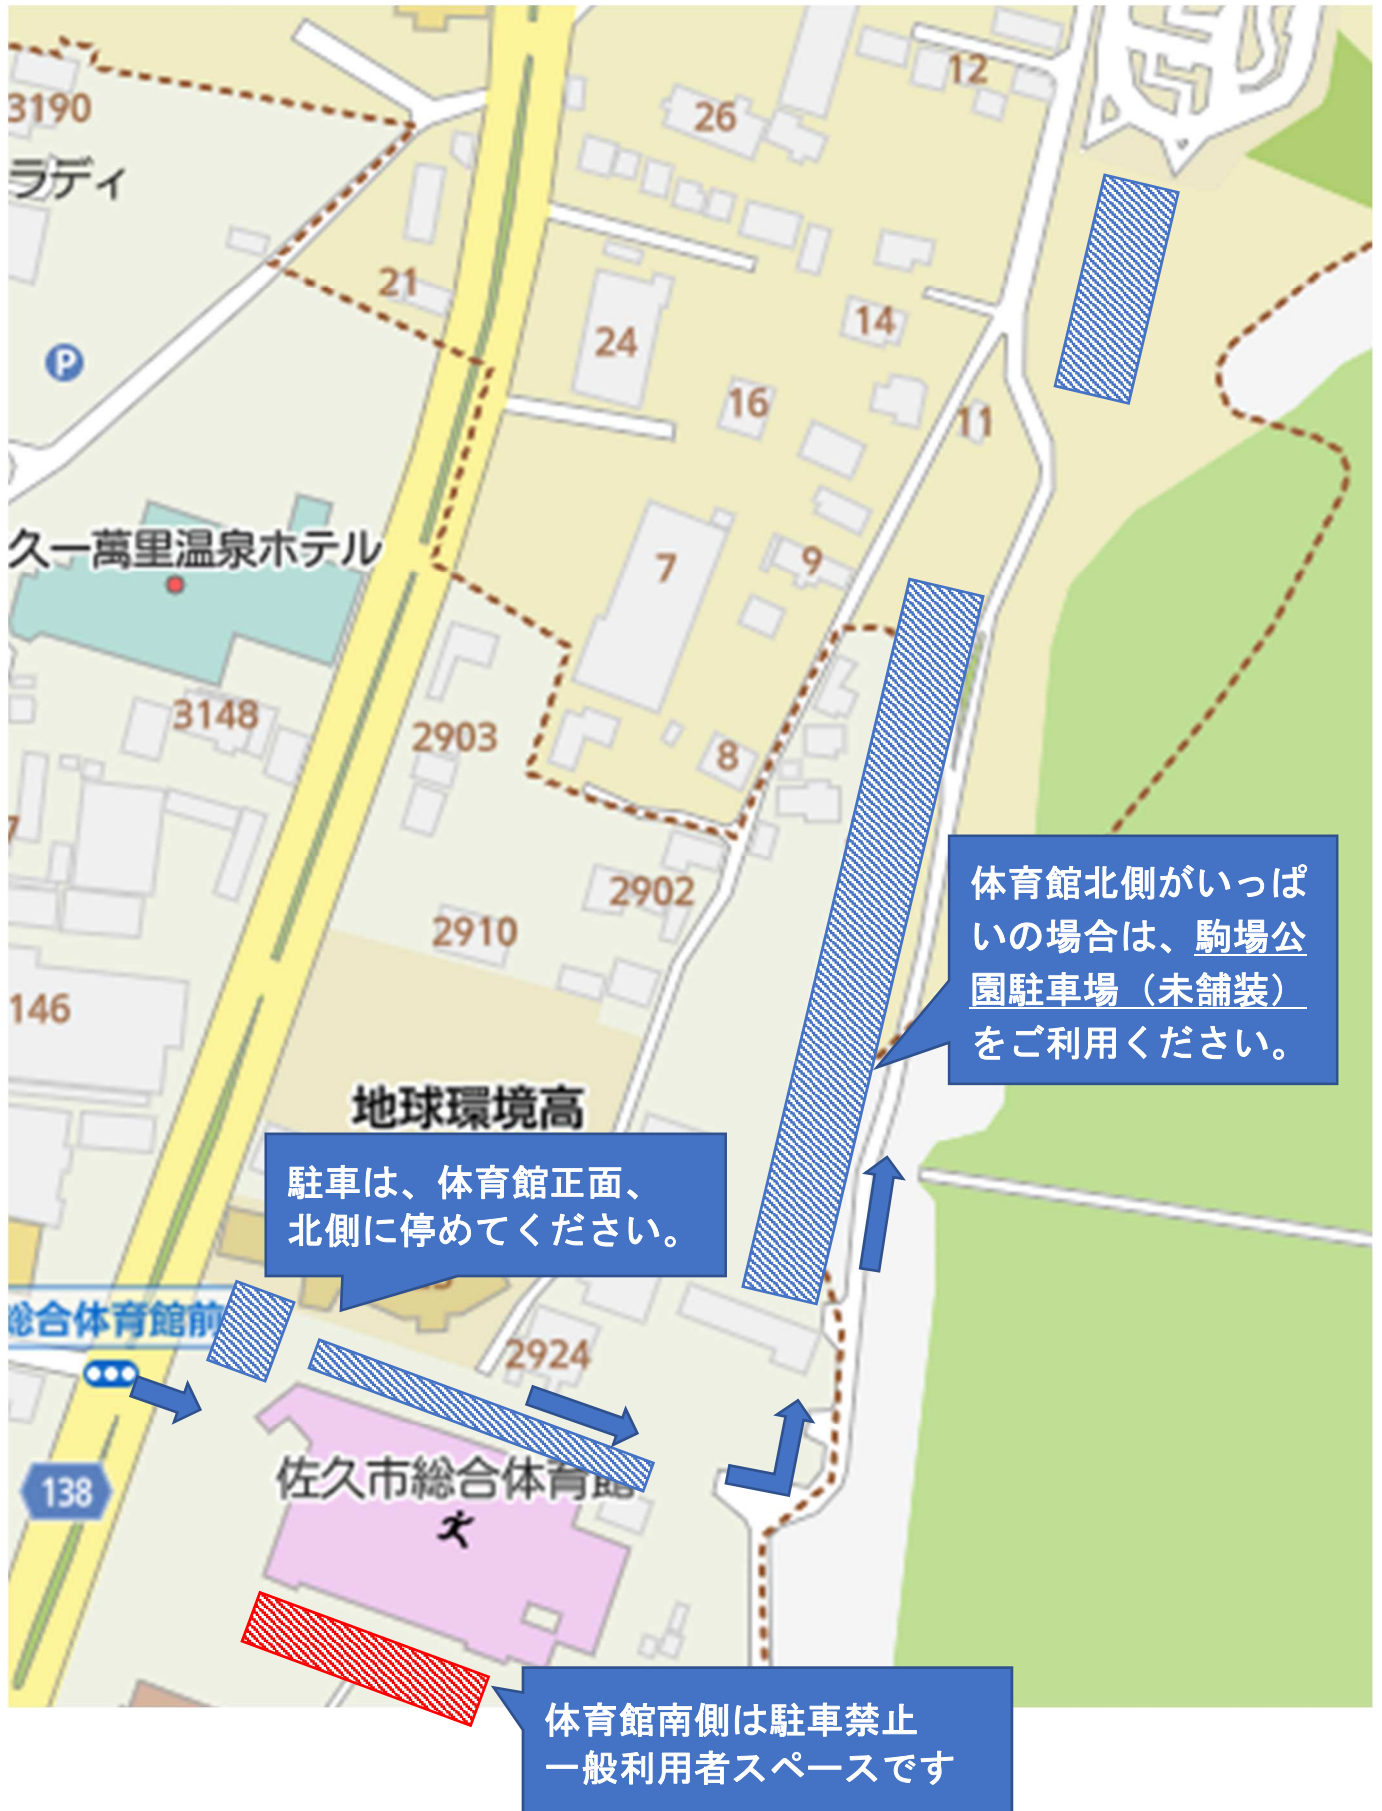 12
26
3190
ラディ
21
24
14
16
11
久一萬里温泉ホテル
7
9
3148
2903
8
体育館北側がいっぱ
いの場合は、駒場公
園駐車場（未舗装）
をご利用ください。
2902
2910
146
地球環境高
駐車は、体育館正面、
北側に停めてください。
総合体育館前
2924
佐久市総合体育館
138
P
体育館南側は駐車禁止
一般利用者スペースです